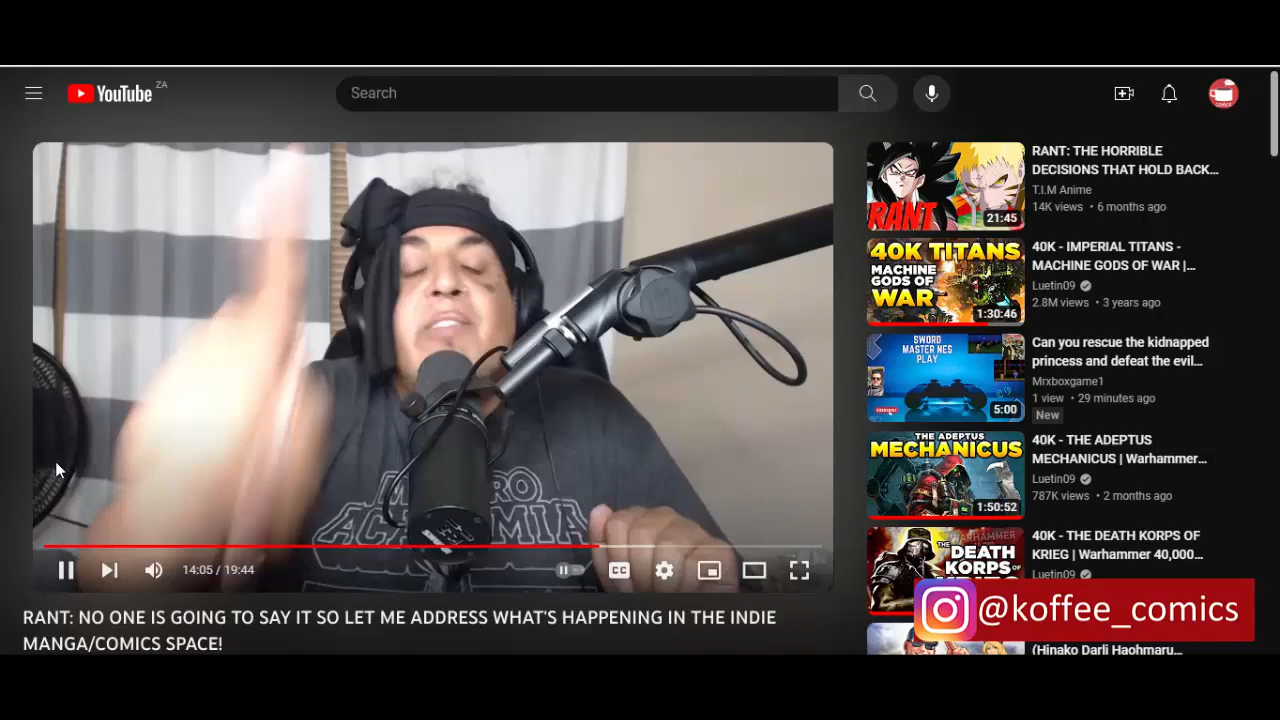 YouTube ZA
Search
RANT
21:45
RANT: THE HORRIBLE
DECISIONS THAT HOLD BACK...
T.I.M Anime
14K views • 6 months ago
40K TITANS
MACHINE
GODS OF
WAR
1:30:46
40K - IMPERIAL TITANS -
MACHINE GODS OF WAR |...
Luetin09
2.8M views • 3 years ago
SWORD
MASTER NES
PLAY
5:00
Can you rescue the kidnapped
princess and defeat the evil...
Mrxboxgame1
1 view • 29 minutes ago
New
THE ADEPTUS
MECHANICUS
1:50:52
40K - THE ADEPTUS
MECHANICUS | Warhammer...
Luetin09
787K views • 2 months ago
THE
DEATH
KORPS OF
40K - THE DEATH KORPS OF
KRIEG | Warhammer 40,000...
Luetin09
@koffee_comics
(Hinako Darli Haohmaru...
ACADEMIA
14:05 / 19:44
CC
RANT: NO ONE IS GOING TO SAY IT SO LET ME ADDRESS WHAT'S HAPPENING IN THE INDIE
MANGA/COMICS SPACE!